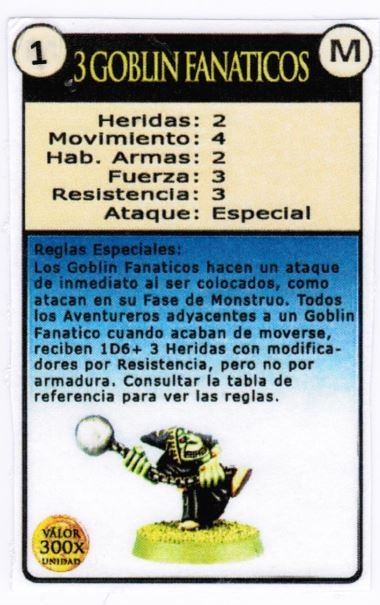 1
3 GOBLIN FANATICOS
M
Heridas: 2
Movimiento: 4
Hab. Armas: 2
Fuerza: 3
Resistencia: 3
Ataque: Especial
Reglas Especiales:
Los Goblin Fanaticos hacen un ataque
de inmediato al ser colocados, como
atacan en su Fase de Monstruo. Todos
los Aventureros adyacentes a un Goblin
Fanatico cuando acaban de moverse,
reciben 1D6+ 3 Heridas con modifica-
dores por Resistencia, pero no por
armadura. Consultar la tabla de
referencia para ver las reglas.
VALOR
300X
UNIDAD